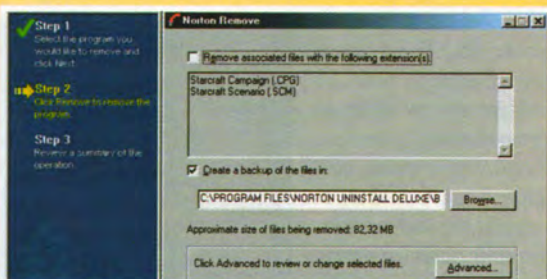 Step 1
Select the program you
would like to remove and
click Next.
Step 2
Click Remove to remove the
program.
Step 3
Review a summary of the
operation.
Norton Remove
Remove associated files with the following extension(s).
Starcraft Campaign (.CPG)
Starcraft Scenario (.SCM)
Create a backup of the files in:
C:\PROGRAM FILES\NORTON UNINSTALL DELUXE\B
Browse...
Approximate size of files being removed: 82,32 MB
Click Advanced to review or change selected files.
Advanced...